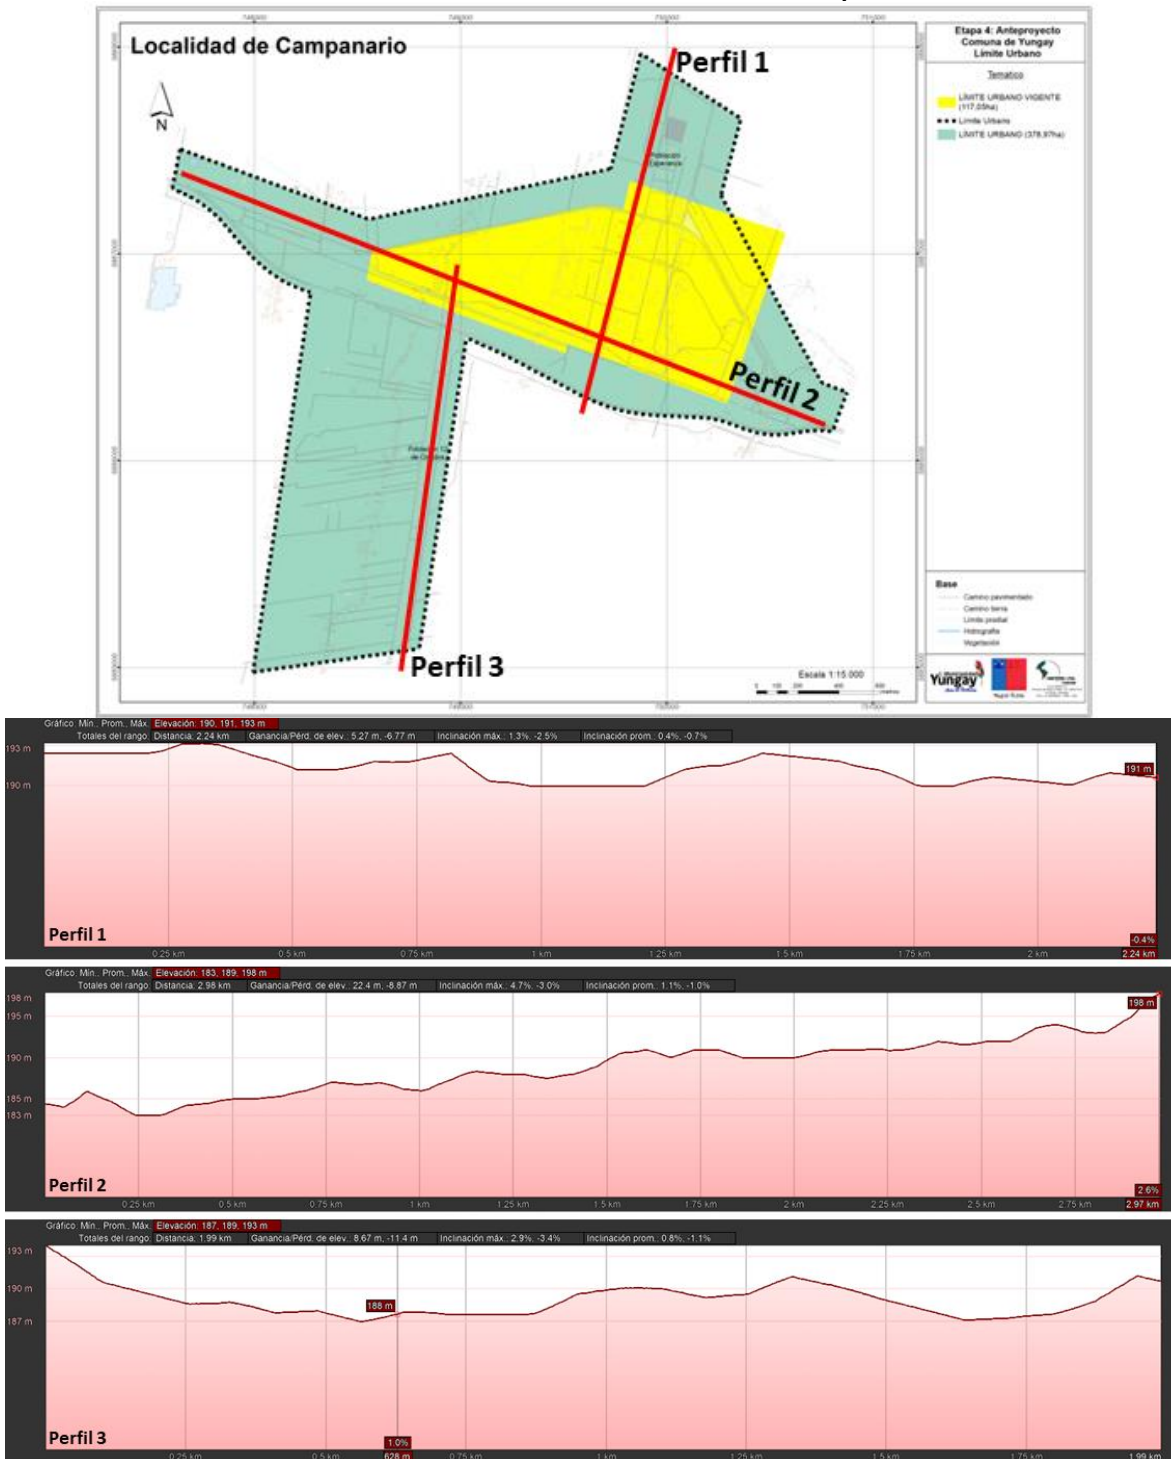 Localidad de Campanario
Perfil 1
N
Perfil 2
Perfil 3
Etapa 4: Anteproyecto
Comuna de Yungay
Límite Urbano
Tematico
LÍMITE URBANO VIGENTE
(117,05ha)
Límite Urbano
LÍMITE URBANO (378,97ha)
Base
Camino pavimentado
Camino tierra
Límite predial
Hidrografía
Vegetación
Escala 1:15.000
Yungay
Gráfico: Mín., Prom., Máx. Elevación: 190, 191, 193 m
Totales del rango: Distancia: 2.24 km Ganancia/Pérd. de elev.: 5.27 m, -6.77 m Inclinación máx.: 1.3%, -2.5% Inclinación prom.: 0.4%, -0.7%
193 m
191 m
190 m
Perfil 1
-0.4%
0.25 km 0.5 km 0.75 km 1 km 1.25 km 1.5 km 1.75 km 2 km 2.24 km
Gráfico: Mín., Prom., Máx. Elevación: 183, 189, 198 m
Totales del rango: Distancia: 2.98 km Ganancia/Pérd. de elev.: 22.4 m, -8.87 m Inclinación máx.: 4.7%, -3.0% Inclinación prom.: 1.1%, -1.0%
198 m
198 m
195 m
190 m
185 m
183 m
Perfil 2
2.6%
0.25 km 0.5 km 0.75 km 1 km 1.25 km 1.5 km 1.75 km 2 km 2.25 km 2.5 km 2.75 km 2.97 km
Gráfico: Mín., Prom., Máx. Elevación: 187, 189, 193 m
Totales del rango: Distancia: 1.99 km Ganancia/Pérd. de elev.: 8.67 m, -11.4 m Inclinación máx.: 2.9%, -3.4% Inclinación prom.: 0.8%, -1.1%
193 m
190 m
188 m
187 m
Perfil 3
1.0%
0.25 km 0.5 km 628 m 0.75 km 1 km 1.25 km 1.5 km 1.75 km 1.99 km